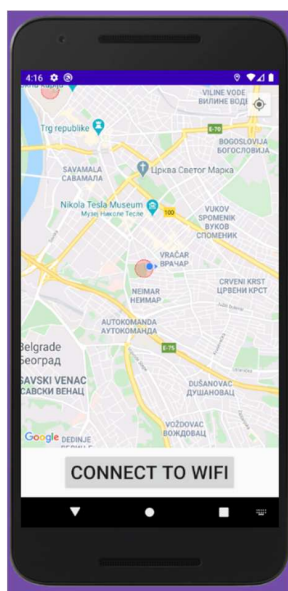 4:16
VILINE VODE
ВИЛИНЕ ВОДЕ
Trg republike
E-70
BOGOSLOVIJA
БОГОСЛОВИЈА
SAVAMALA
САВАМАЛА
Црква Светог Марка
Nikola Tesla Museum
Музеј Николе Тесле
102
VUKOV
SPOMENIK
ВУКОВ
СПОМЕНИК
VRAČAR
ВРАЧАР
NEIMAR
НЕИМАР
CRVENI KRST
ЦРВЕНИ КРСТ
AUTOKOMANDA
АУТОКОМАНДА
E-75
Belgrade
Београд
SAVSKI VENAC
САВСКИ ВЕНАЦ
DUŠANOVAC
ДУШАНОВАЦ
VOŽDOVAC
ВОЖДОВАЦ
Google
DEDINJE
CONNECT TO WIFI